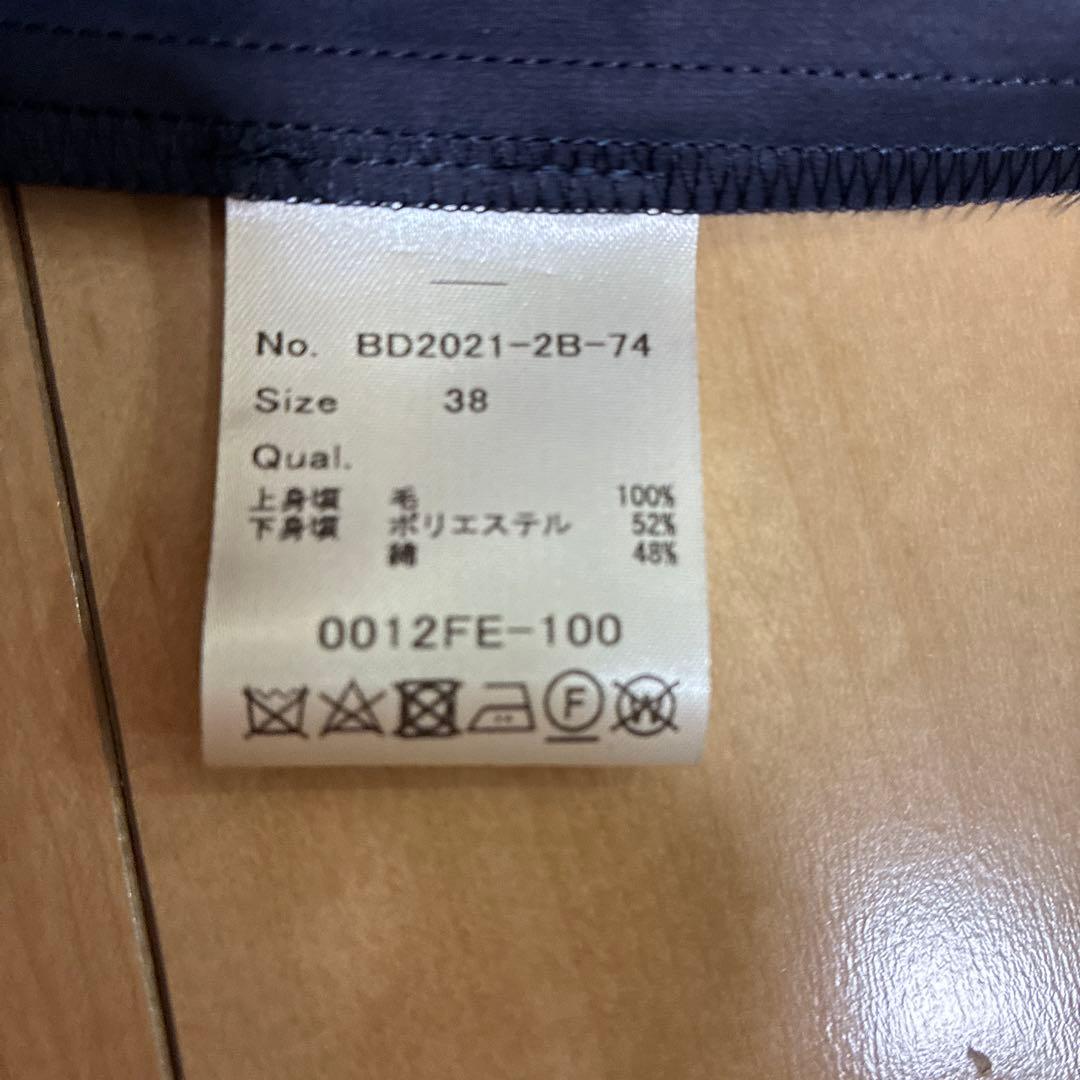 No. BD2021-2B-74
Size 38
Qual.
上身頃 毛 100%
下身頃 ポリエステル 52%
綿 48%
0012FE-100
F W